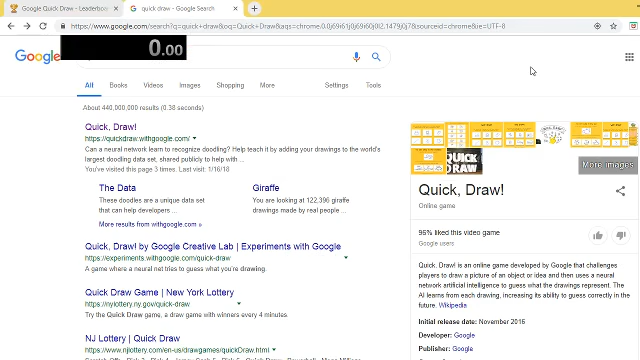 Google Quick Draw - Leaderboo
quick draw - Google Search
https://www.google.com/search?q=quick+draw&oq=Quick+Draw&aqs=chrome.0.0j69i61j0j69i60j0l2.1479j0j7&sourceid=chrome&ie=UTF-8
0.00
Google
All Books Videos Images Shopping More Settings Tools
About 440,000,000 results (0.38 seconds)
Quick, Draw!
https://quickdraw.withgoogle.com/
Can a neural network learn to recognize doodling? Help teach it by adding your drawings to the world's
largest doodling data set, shared publicly to help with ...
You've visited this page 3 times. Last visit: 1/16/18
The Data
These doodles are a unique data set
that can help developers ...
More results from withgoogle.com »
Giraffe
You are looking at 122,396 giraffe
drawings made by real people ...
Quick, Draw! by Google Creative Lab | Experiments with Google
https://experiments.withgoogle.com/quick-draw
A game where a neural net tries to guess what you're drawing.
Quick Draw Game | New York Lottery
https://nylottery.ny.gov/quick-draw
Try the Quick Draw Game, a draw game with winners every 4 minutes.
NJ Lottery | Quick Draw
https://www.njlottery.com/en-us/drawgames/quickDraw.html
QUICK
DRAW
More images
Quick, Draw!
Online game
96% liked this video game
Google users
Quick, Draw! is an online game developed by Google that challenges
players to draw a picture of an object or idea and then uses a neural
network artificial intelligence to guess what the drawings represent. The
AI learns from each drawing, increasing its ability to guess correctly in the
future. Wikipedia
Initial release date: November 2016
Developer: Google
Publisher: Google